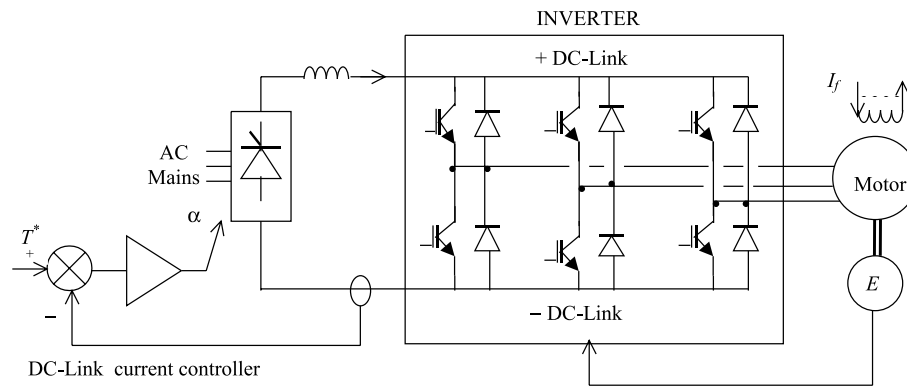 INVERTER
+ DC-Link
I_f
AC
Mains
Motor
α
T*
+
−
E
− DC-Link
DC-Link current controller